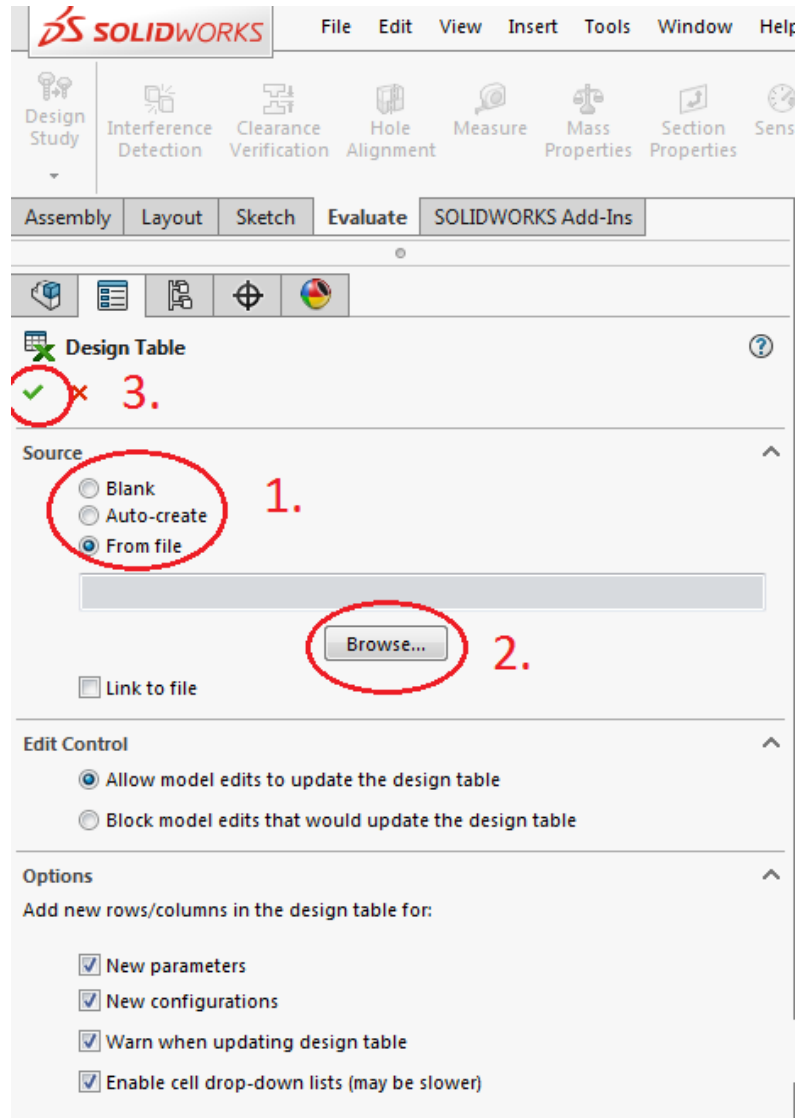 SOLIDWORKS File Edit View Insert Tools Window Help
Design Study
Interference Detection
Clearance Verification
Hole Alignment
Measure
Mass Properties
Section Properties
Sens
Assembly Layout Sketch Evaluate SOLIDWORKS Add-Ins
Design Table ?
3.
Source
Blank
1.
Auto-create
From file
Browse...
2.
Link to file
Edit Control
Allow model edits to update the design table
Block model edits that would update the design table
Options
Add new rows/columns in the design table for:
New parameters
New configurations
Warn when updating design table
Enable cell drop-down lists (may be slower)